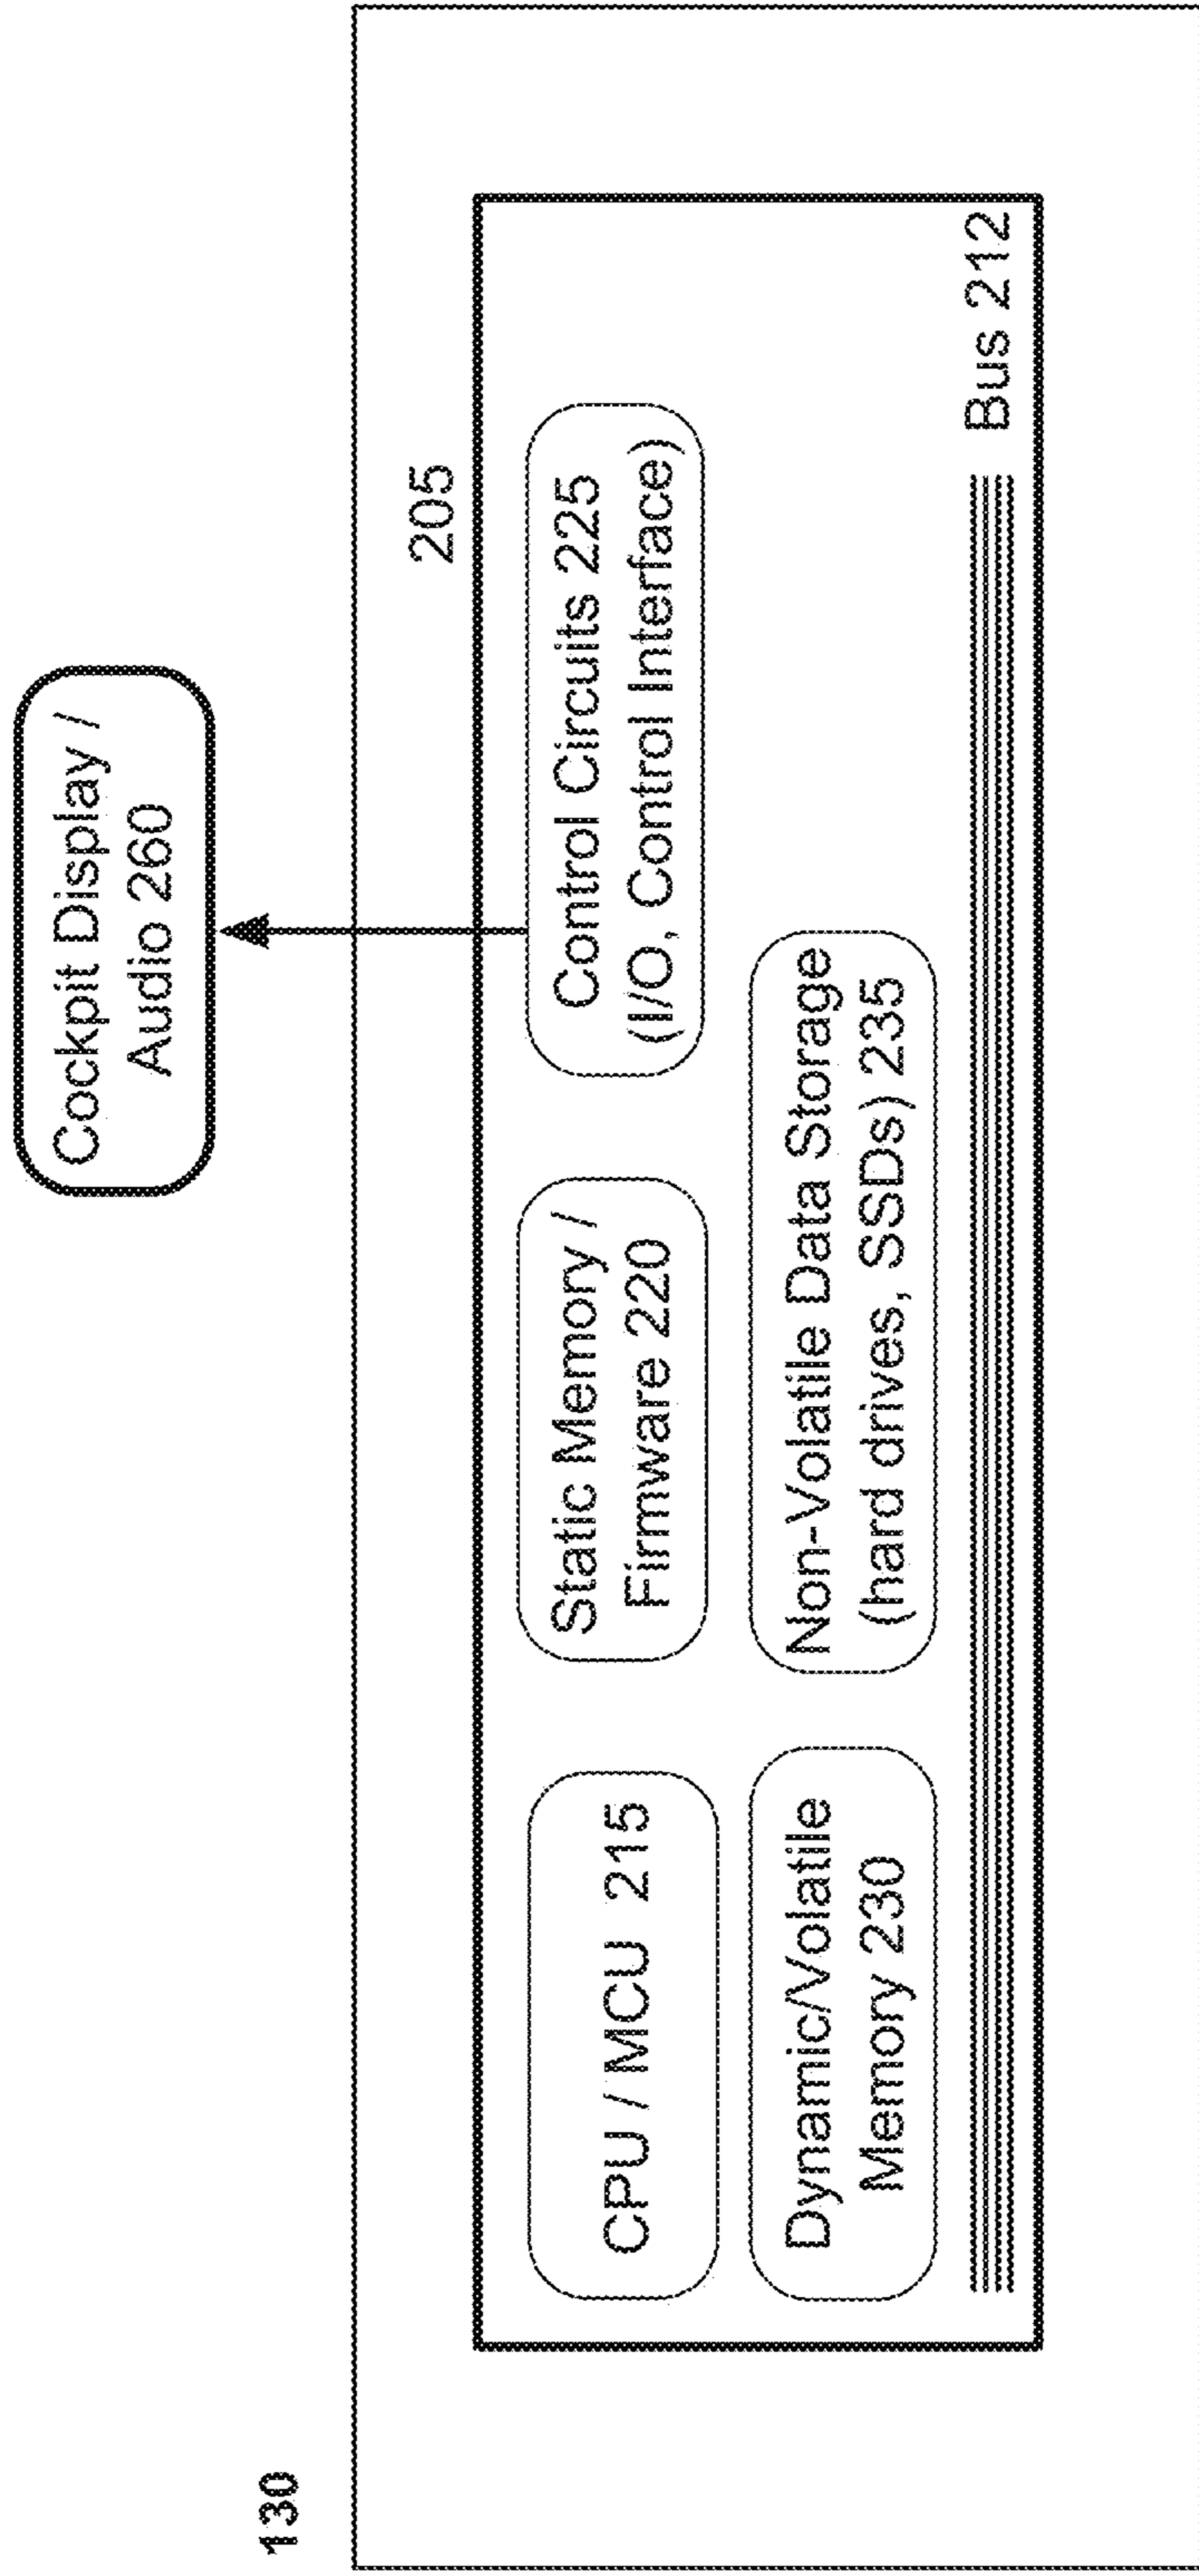 130
Cockpit Display /
Audio 260
205
CPU / MCU 215
Static Memory /
Firmware 220
Control Circuits 225
(I/O, Control Interface)
Dynamic/Volatile
Memory 230
Non-Volatile Data Storage
(hard drives, SSDs) 235
Bus 212